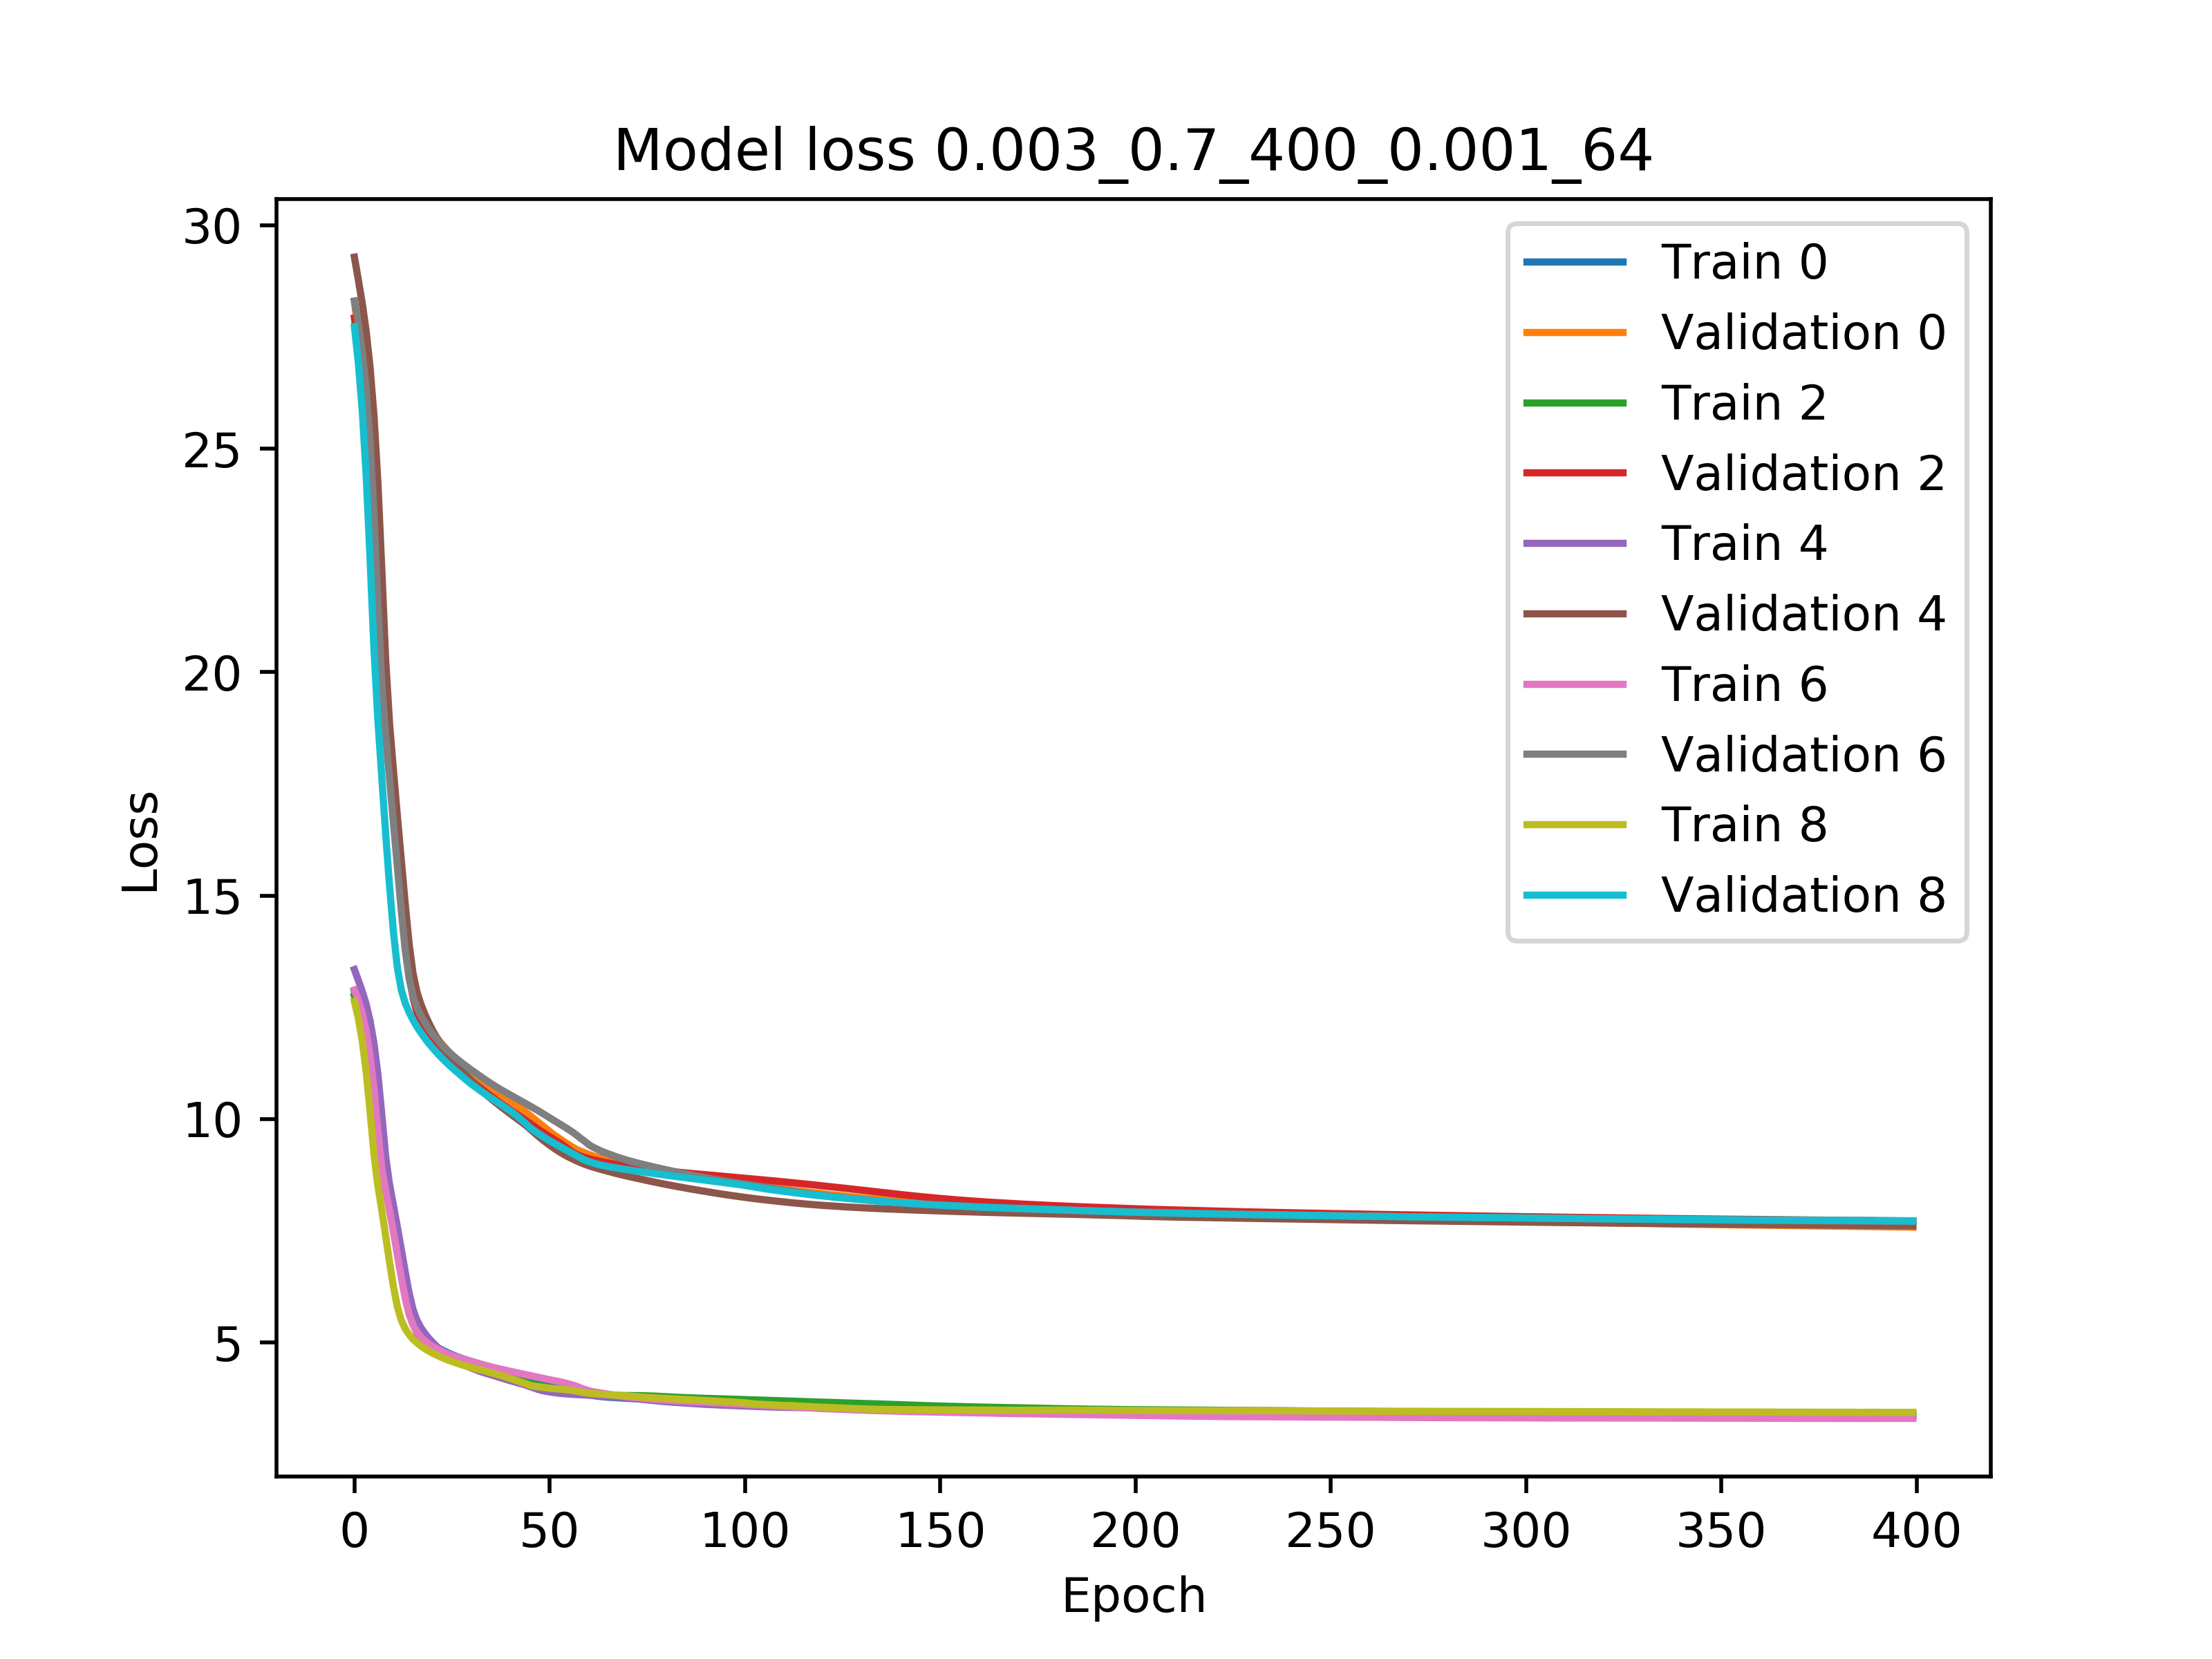 Model loss 0.003_0.7_400_0.001_64
30
25
20
15
10
5
Loss
Train 0
Validation 0
Train 2
Validation 2
Train 4
Validation 4
Train 6
Validation 6
Train 8
Validation 8
0 50 100 150 200 250 300 350 400
Epoch